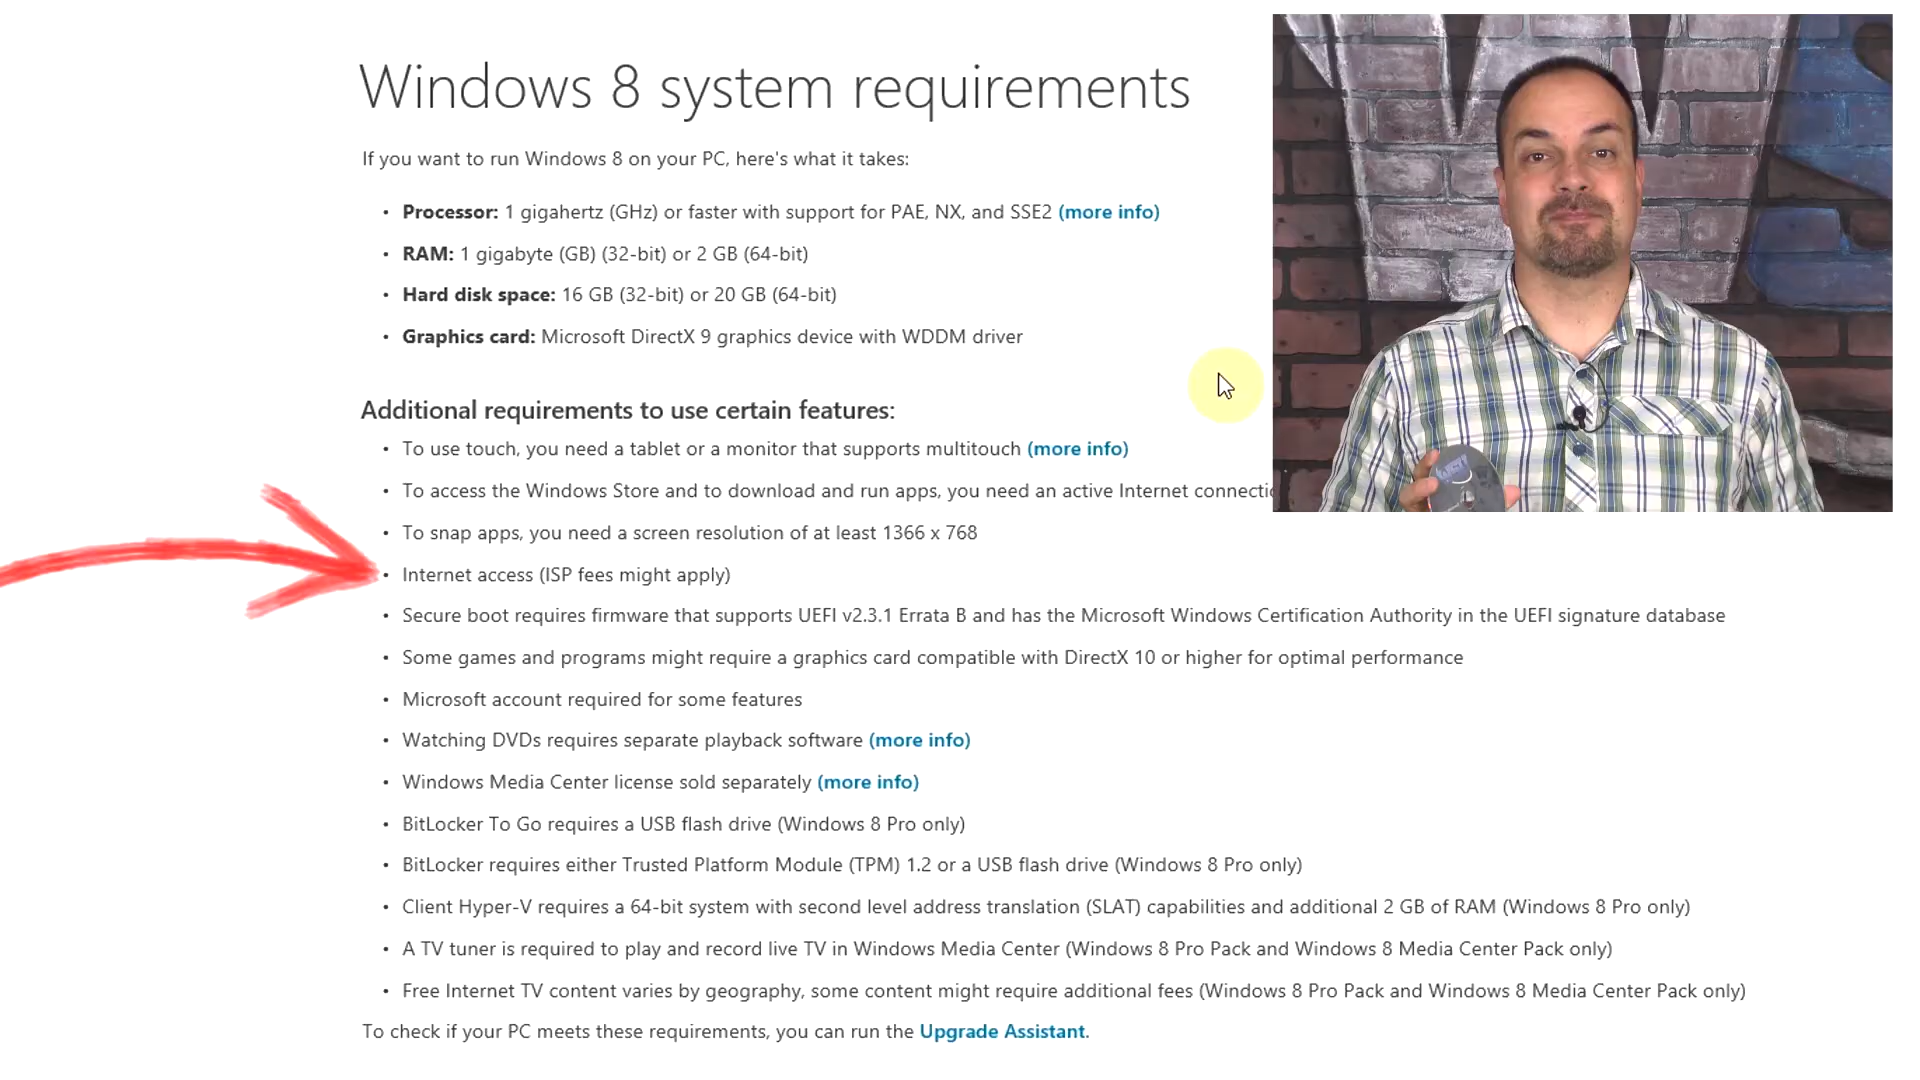 Windows 8 system requirements
If you want to run Windows 8 on your PC, here's what it takes:
• Processor: 1 gigahertz (GHz) or faster with support for PAE, NX, and SSE2 (more info)
• RAM: 1 gigabyte (GB) (32-bit) or 2 GB (64-bit)
• Hard disk space: 16 GB (32-bit) or 20 GB (64-bit)
• Graphics card: Microsoft DirectX 9 graphics device with WDDM driver
Additional requirements to use certain features:
• To use touch, you need a tablet or a monitor that supports multitouch (more info)
• To access the Windows Store and to download and run apps, you need an active Internet connectio
• To snap apps, you need a screen resolution of at least 1366 x 768
• Internet access (ISP fees might apply)
• Secure boot requires firmware that supports UEFI v2.3.1 Errata B and has the Microsoft Windows Certification Authority in the UEFI signature database
• Some games and programs might require a graphics card compatible with DirectX 10 or higher for optimal performance
• Microsoft account required for some features
• Watching DVDs requires separate playback software (more info)
• Windows Media Center license sold separately (more info)
• BitLocker To Go requires a USB flash drive (Windows 8 Pro only)
• BitLocker requires either Trusted Platform Module (TPM) 1.2 or a USB flash drive (Windows 8 Pro only)
• Client Hyper-V requires a 64-bit system with second level address translation (SLAT) capabilities and additional 2 GB of RAM (Windows 8 Pro only)
• A TV tuner is required to play and record live TV in Windows Media Center (Windows 8 Pro Pack and Windows 8 Media Center Pack only)
• Free Internet TV content varies by geography, some content might require additional fees (Windows 8 Pro Pack and Windows 8 Media Center Pack only)
To check if your PC meets these requirements, you can run the Upgrade Assistant.